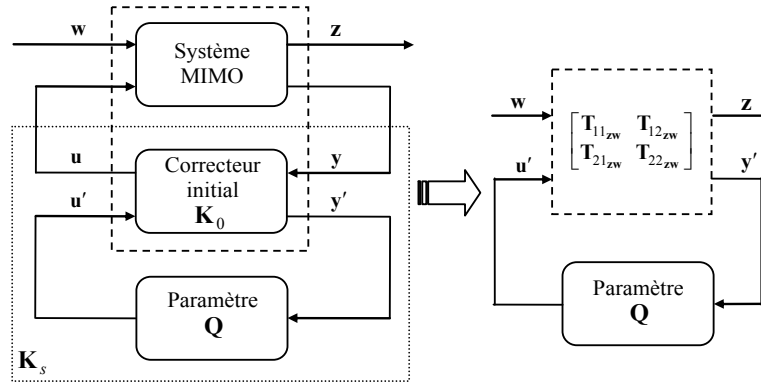 w
z
Système
MIMO
u
y
Correcteur
initial
K₀
u′
y′
Paramètre
Q
Kₛ
w
z
[T₁₁zw T₁₂zw
T₂₁zw T₂₂zw]
u′
y′
Paramètre
Q